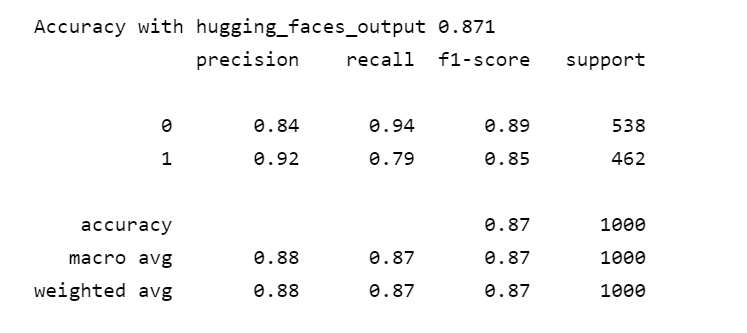 Accuracy with hugging_faces_output 0.871
precision recall f1-score support
0 0.84 0.94 0.89 538
1 0.92 0.79 0.85 462
accuracy 0.87 1000
macro avg 0.88 0.87 0.87 1000
weighted avg 0.88 0.87 0.87 1000